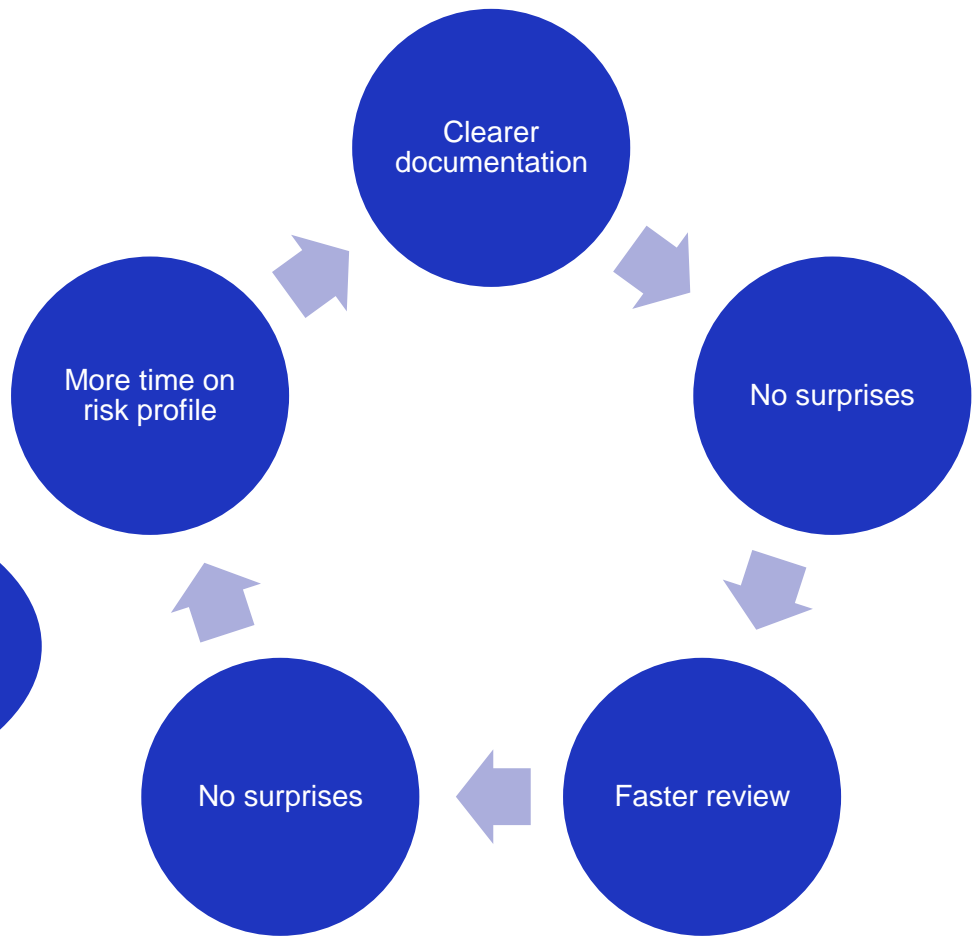 Clearer
documentation
No surprises
Faster review
No surprises
More time on
risk profile